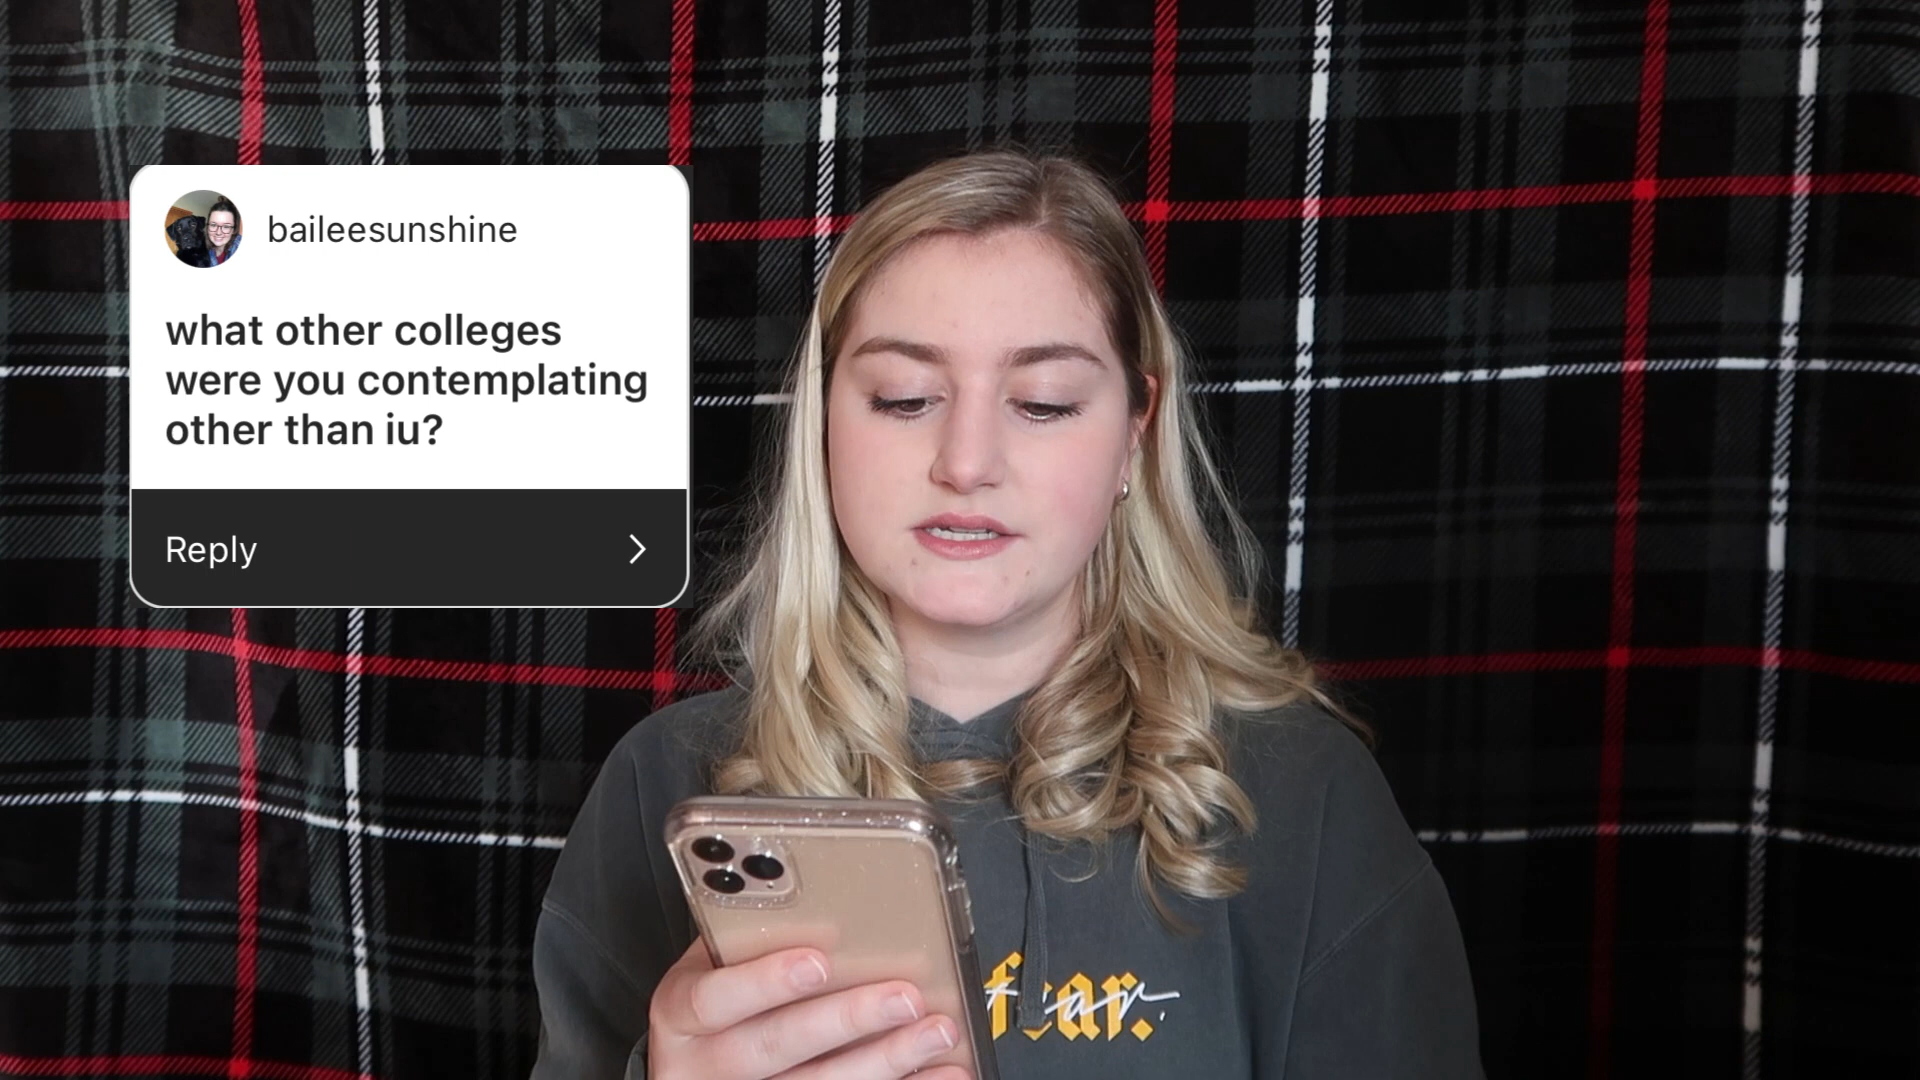 baileesunshine
what other colleges
were you contemplating
other than iu?
Reply
fear.